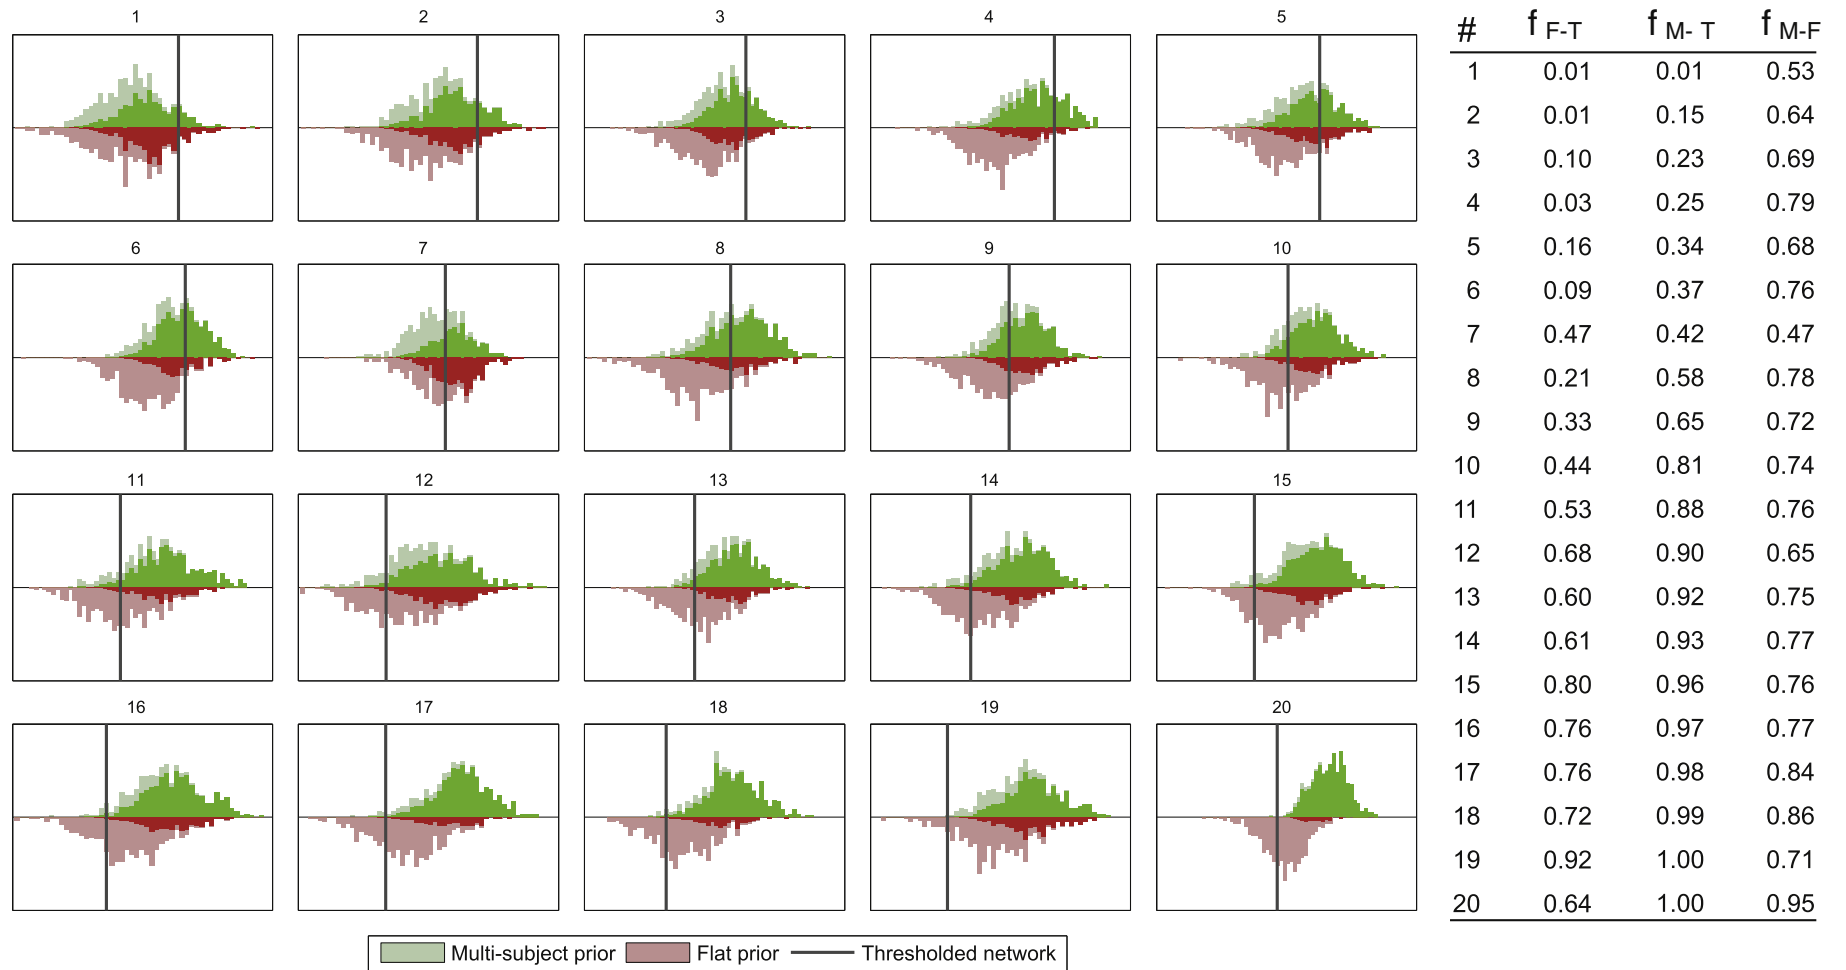 1 2 3 4 5
6 7 8 9 10
11 12 13 14 15
16 17 18 19 20
Multi-subject prior Flat prior Thresholded network
# f F-T f M- T f M-F
1 0.01 0.01 0.53
2 0.01 0.15 0.64
3 0.10 0.23 0.69
4 0.03 0.25 0.79
5 0.16 0.34 0.68
6 0.09 0.37 0.76
7 0.47 0.42 0.47
8 0.21 0.58 0.78
9 0.33 0.65 0.72
10 0.44 0.81 0.74
11 0.53 0.88 0.76
12 0.68 0.90 0.65
13 0.60 0.92 0.75
14 0.61 0.93 0.77
15 0.80 0.96 0.76
16 0.76 0.97 0.77
17 0.76 0.98 0.84
18 0.72 0.99 0.86
19 0.92 1.00 0.71
20 0.64 1.00 0.95